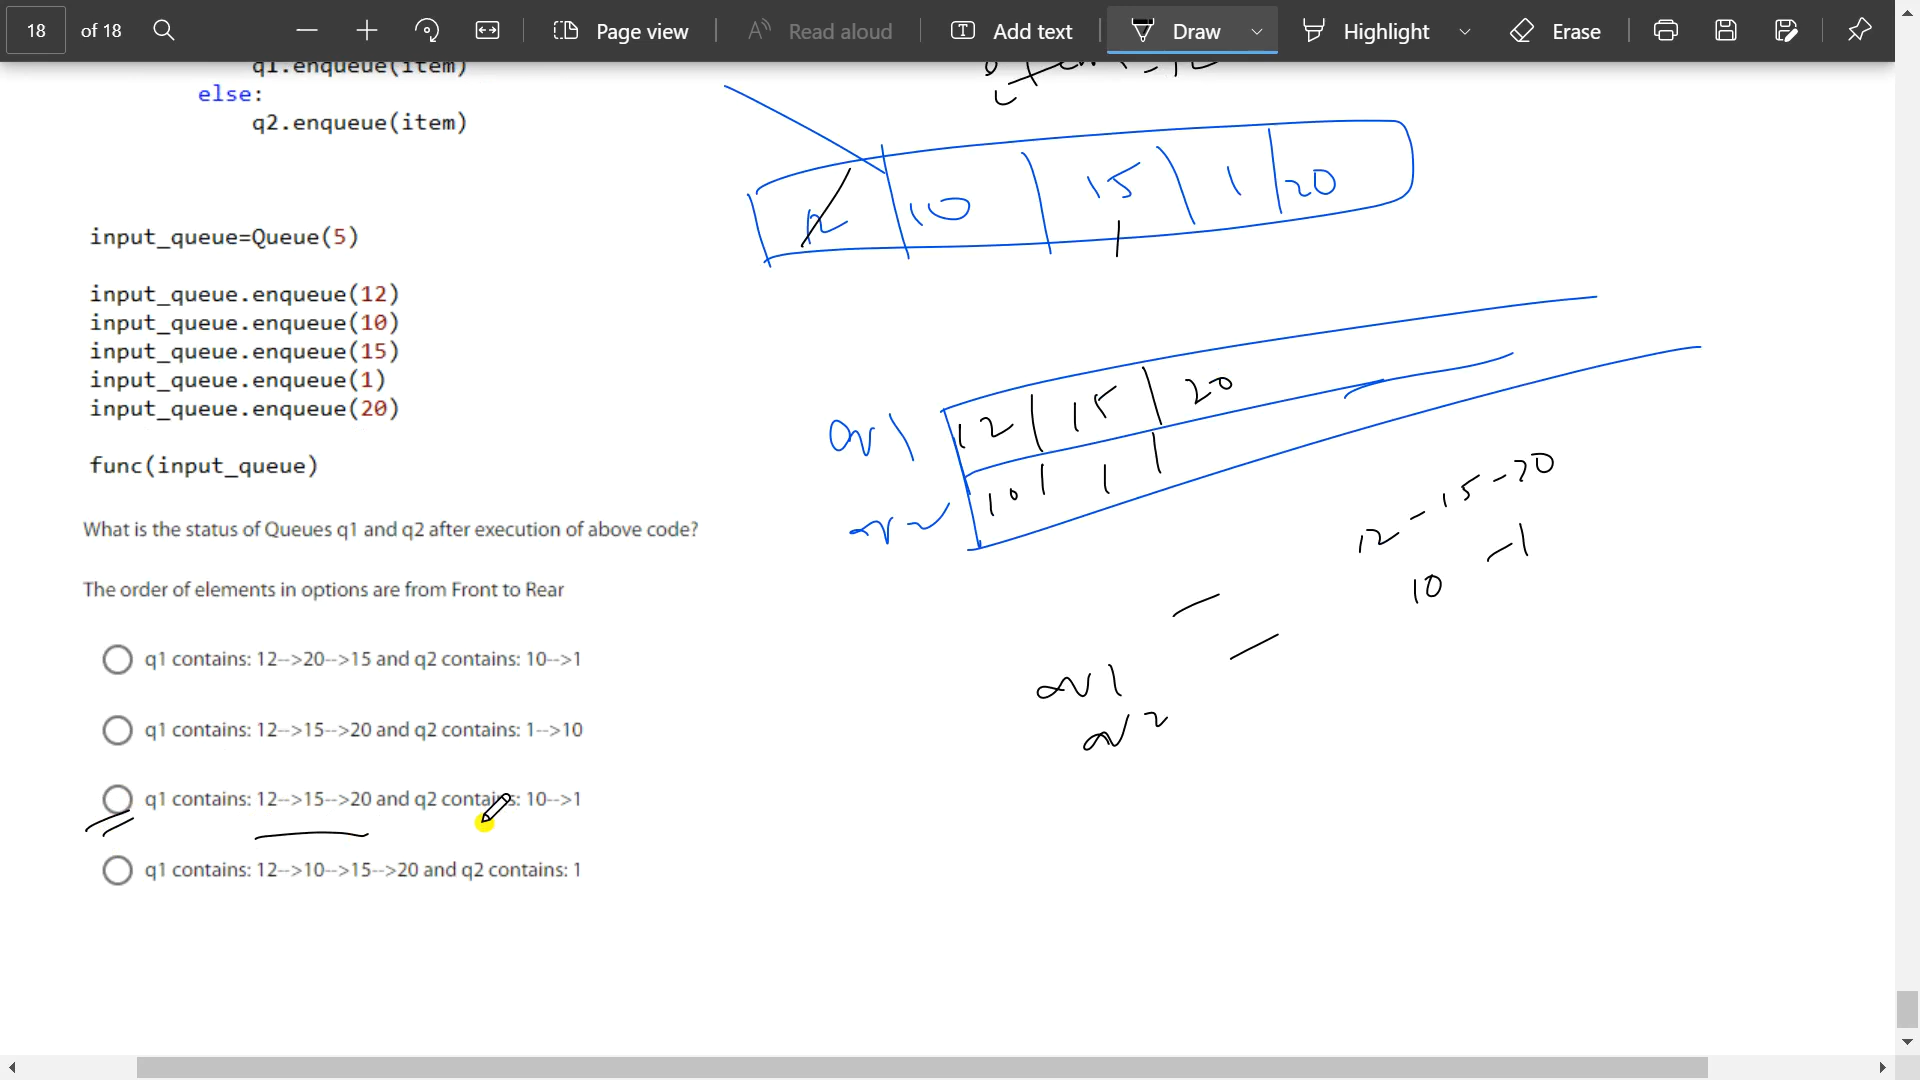 18 of 18 Page view Read aloud Add text Draw Highlight Erase
q1.enqueue(item)
else:
q2.enqueue(item)
12 10 15 1 20
input_queue=Queue(5)
input_queue.enqueue(12)
input_queue.enqueue(10)
input_queue.enqueue(15)
input_queue.enqueue(1)
input_queue.enqueue(20)
func(input_queue)
Qv1 12 15 20
qv2 10 1
12-15-20
10-1
What is the status of Queues q1 and q2 after execution of above code?
The order of elements in options are from Front to Rear
q1 contains: 12-->20-->15 and q2 contains: 10-->1
q1 contains: 12-->15-->20 and q2 contains: 1-->10
q1 contains: 12-->15-->20 and q2 contains: 10-->1
q1 contains: 12-->10-->15-->20 and q2 contains: 1
qv1
qv2